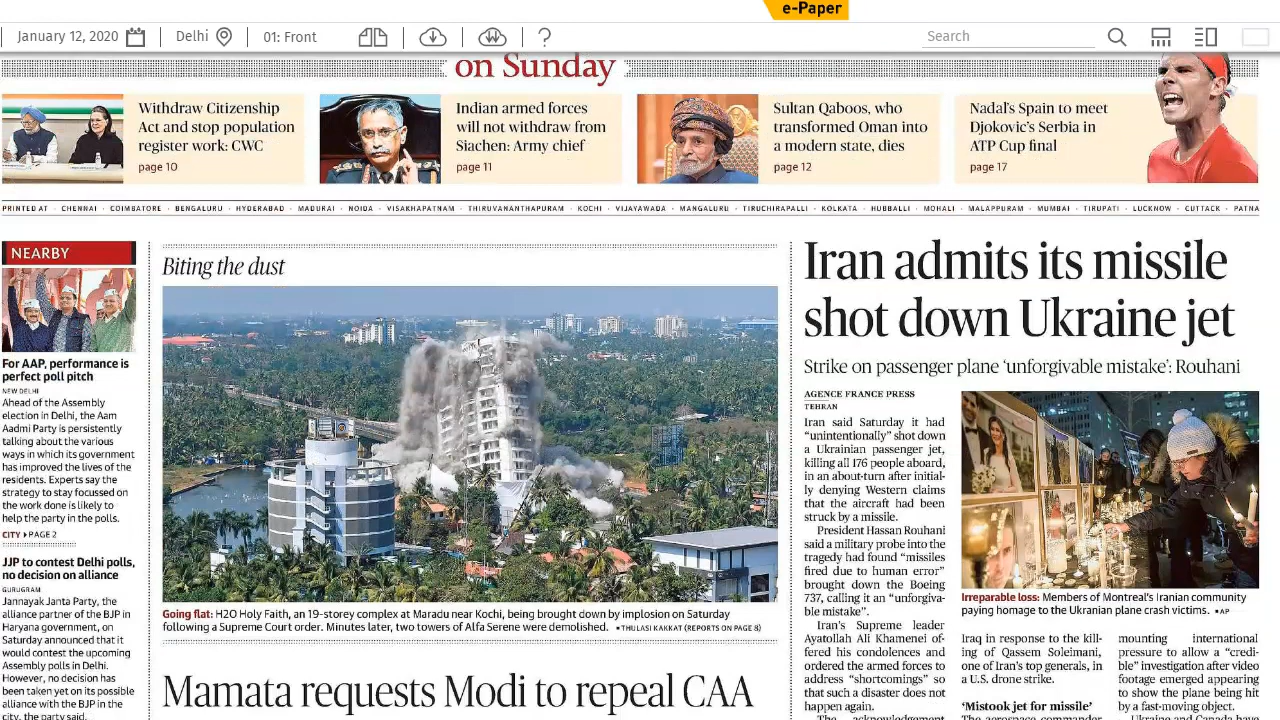 e-Paper
January 12, 2020
Delhi
01: Front
?
Search
on Sunday
Withdraw Citizenship
Act and stop population
register work: CWC
page 10
Indian armed forces
will not withdraw from
Siachen: Army chief
page 11
Sultan Qaboos, who
transformed Oman into
a modern state, dies
page 12
Nadal's Spain to meet
Djokovic's Serbia in
ATP Cup final
page 17
PRINTED AT · CHENNAI · COIMBATORE · BENGALURU · HYDERABAD · MADURAI · NOIDA · VISAKHAPATNAM · THIRUVANANTHAPURAM · KOCHI · VIJAYAWADA · MANGALURU · TIRUCHIRAPALLI · KOLKATA · HUBBALLI · MOHALI · MALAPPURAM · MUMBAI · TIRUPATI · LUCKNOW · CUTTACK · PATNA
NEARBY
For AAP, performance is
perfect poll pitch
NEW DELHI
Ahead of the Assembly
election in Delhi, the Aam
Aadmi Party is persistently
talking about the various
ways in which its government
has improved the lives of the
residents. Experts say the
strategy to stay focussed on
the work done is likely to
help the party in the polls.
CITY ▸ PAGE 2
JJP to contest Delhi polls,
no decision on alliance
GURUGRAM
Jannayak Janta Party, the
alliance partner of the BJP in
Haryana government, on
Saturday announced that it
would contest the upcoming
Assembly polls in Delhi.
However, no decision has
been taken yet on its possible
alliance with the BJP in the
city, the party said.
Biting the dust
Going flat: H2O Holy Faith, an 19-storey complex at Maradu near Kochi, being brought down by implosion on Saturday
following a Supreme Court order. Minutes later, two towers of Alfa Serene were demolished. ▪ THULASI KAKKAT (REPORTS ON PAGE 8)
Mamata requests Modi to repeal CAA
Iran admits its missile
shot down Ukraine jet
Strike on passenger plane ‘unforgivable mistake’: Rouhani
AGENCE FRANCE PRESS
TEHRAN
Iran said Saturday it had
“unintentionally” shot down
a Ukrainian passenger jet,
killing all 176 people aboard,
in an about-turn after initial-
ly denying Western claims
that the aircraft had been
struck by a missile.
President Hassan Rouhani
said a military probe into the
tragedy had found “missiles
fired due to human error”
brought down the Boeing
737, calling it an “unforgiva-
ble mistake”.
Iran's Supreme leader
Ayatollah Ali Khamenei of-
fered his condolences and
ordered the armed forces to
address “shortcomings” so
that such a disaster does not
happen again.
The acknowledgement
Irreparable loss: Members of Montreal's Iranian community
paying homage to the Ukranian plane crash victims. ▪ AP
Iraq in response to the kill-
ing of Qassem Soleimani,
one of Iran's top generals, in
a U.S. drone strike.
‘Mistook jet for missile’
The aerospace commander
mounting international
pressure to allow a “credi-
ble” investigation after video
footage emerged appearing
to show the plane being hit
by a fast-moving object.
Ukraine and Canada have